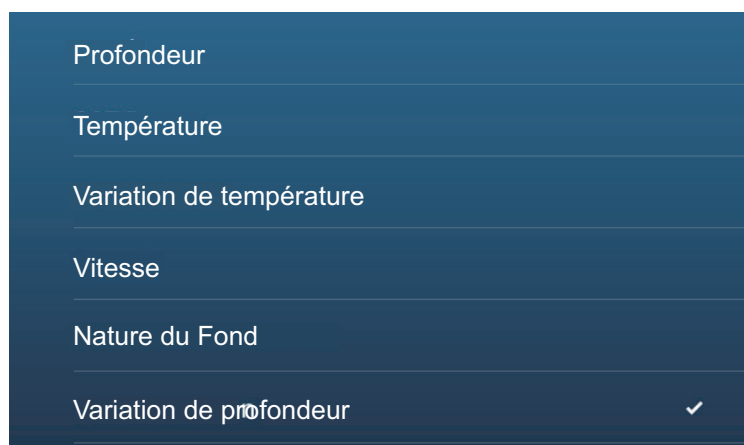 Profondeur
Température
Variation de température
Vitesse
Nature du Fond
Variation de profondeur